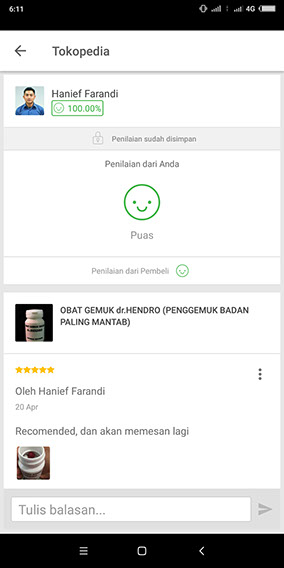 6:11
4G
Tokopedia
Hanief Farandi
100.00%
Penilaian sudah disimpan
Penilaian dari Anda
Puas
Penilaian dari Pembeli
OBAT GEMUK dr.HENDRO (PENGGEMUK BADAN
PALING MANTAB)
Oleh Hanief Farandi
20 Apr
Recomended, dan akan memesan lagi
Tulis balasan...